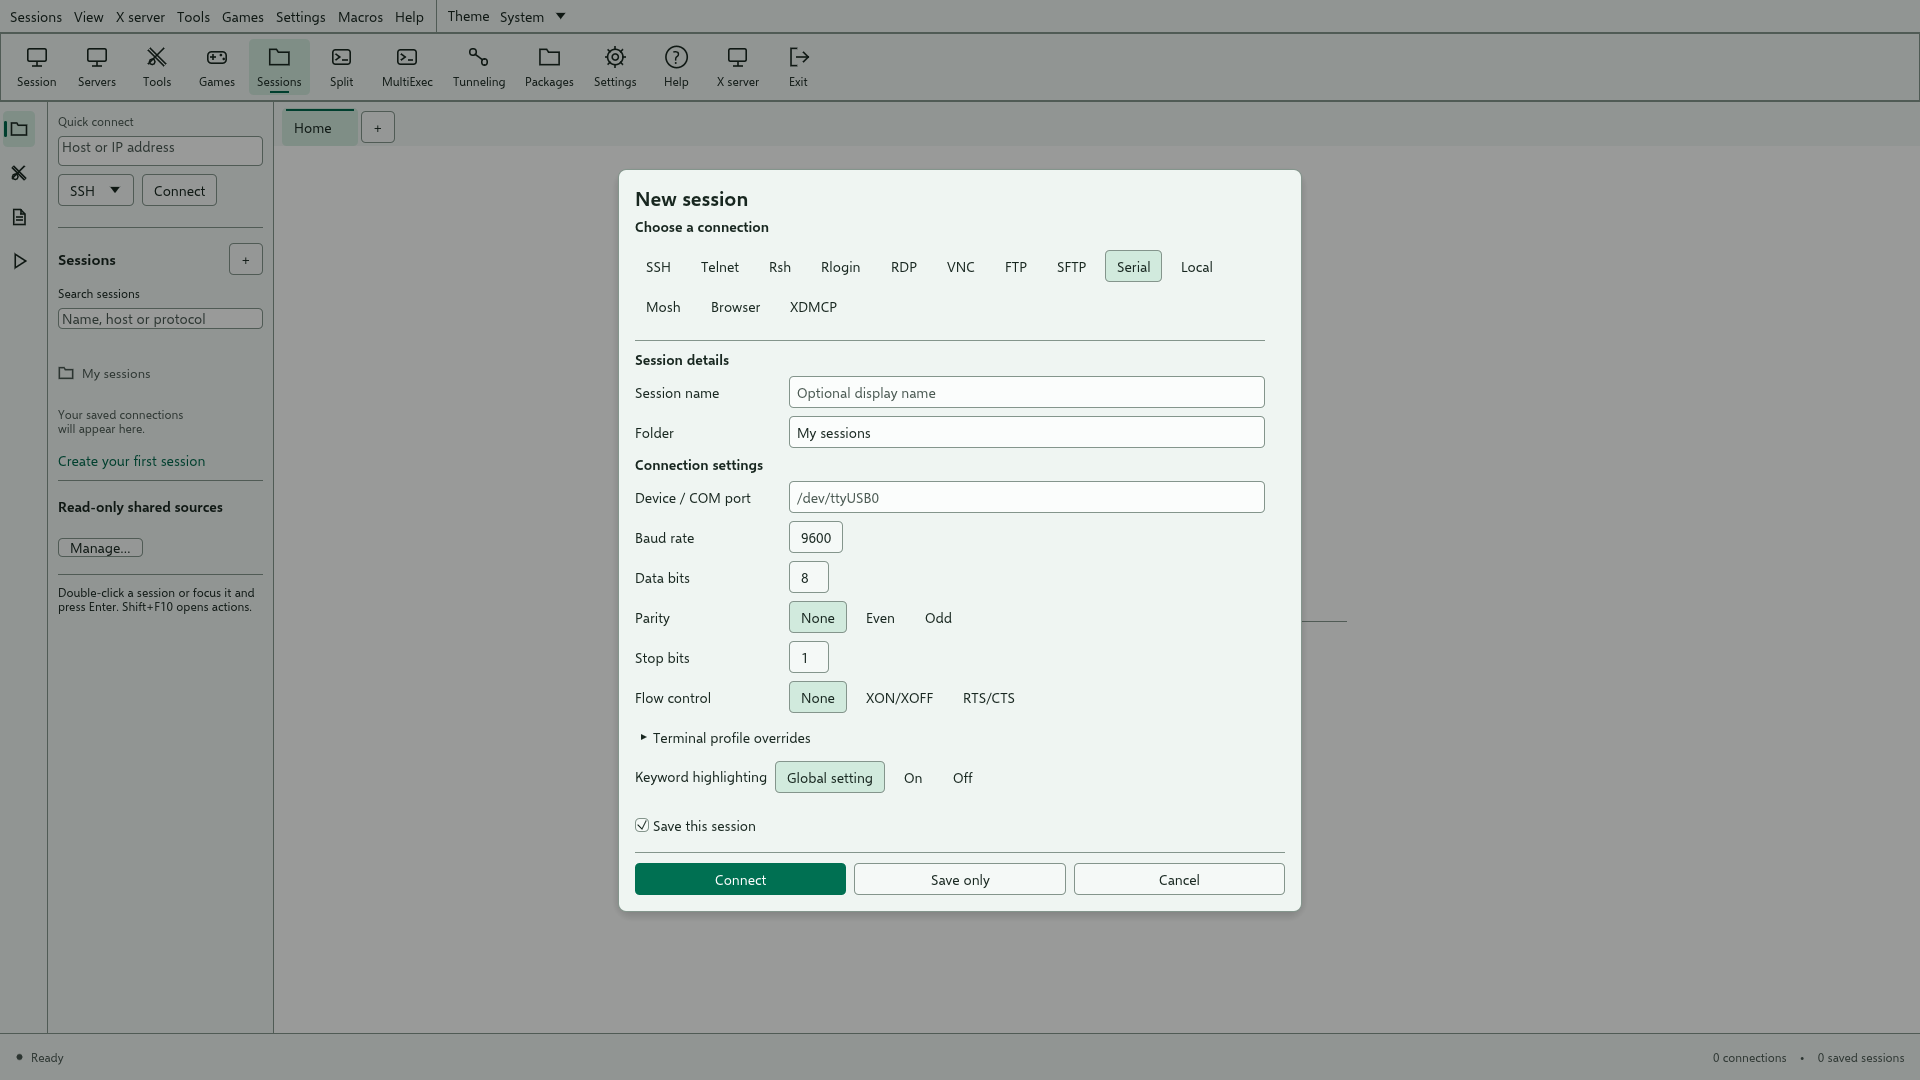 Sessions View X server Tools Games Settings Macros Help Theme System
Session Servers Tools Games Sessions Split MultiExec Tunneling Packages Settings Help X server Exit
Quick connect
Host or IP address
SSH Connect
Sessions +
Search sessions
Name, host or protocol
My sessions
Your saved connections
will appear here.
Create your first session
Read-only shared sources
Manage...
Double-click a session or focus it and
press Enter. Shift+F10 opens actions.
Home +
New session
Choose a connection
SSH Telnet Rsh Rlogin RDP VNC FTP SFTP Serial Local
Mosh Browser XDMCP
Session details
Session name Optional display name
Folder My sessions
Connection settings
Device / COM port /dev/ttyUSB0
Baud rate 9600
Data bits 8
Parity None Even Odd
Stop bits 1
Flow control None XON/XOFF RTS/CTS
Terminal profile overrides
Keyword highlighting Global setting On Off
Save this session
Connect Save only Cancel
Ready 0 connections • 0 saved sessions